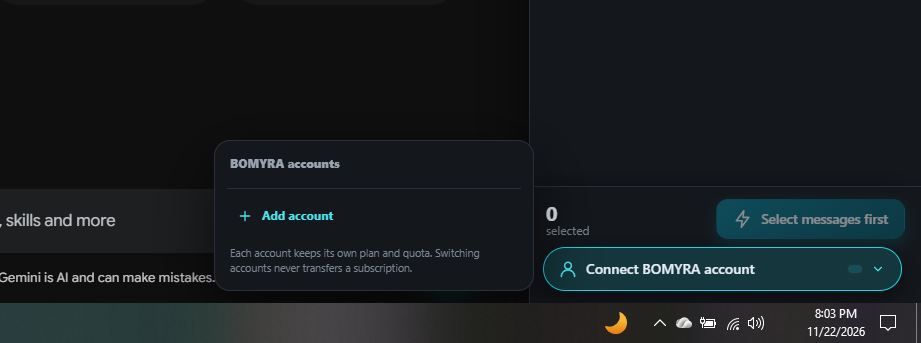 BOMYRA accounts
+ Add account
Each account keeps its own plan and quota. Switching
accounts never transfers a subscription.
, skills and more
Gemini is AI and can make mistakes.
0
selected
Select messages first
Connect BOMYRA account
8:03 PM
11/22/2026